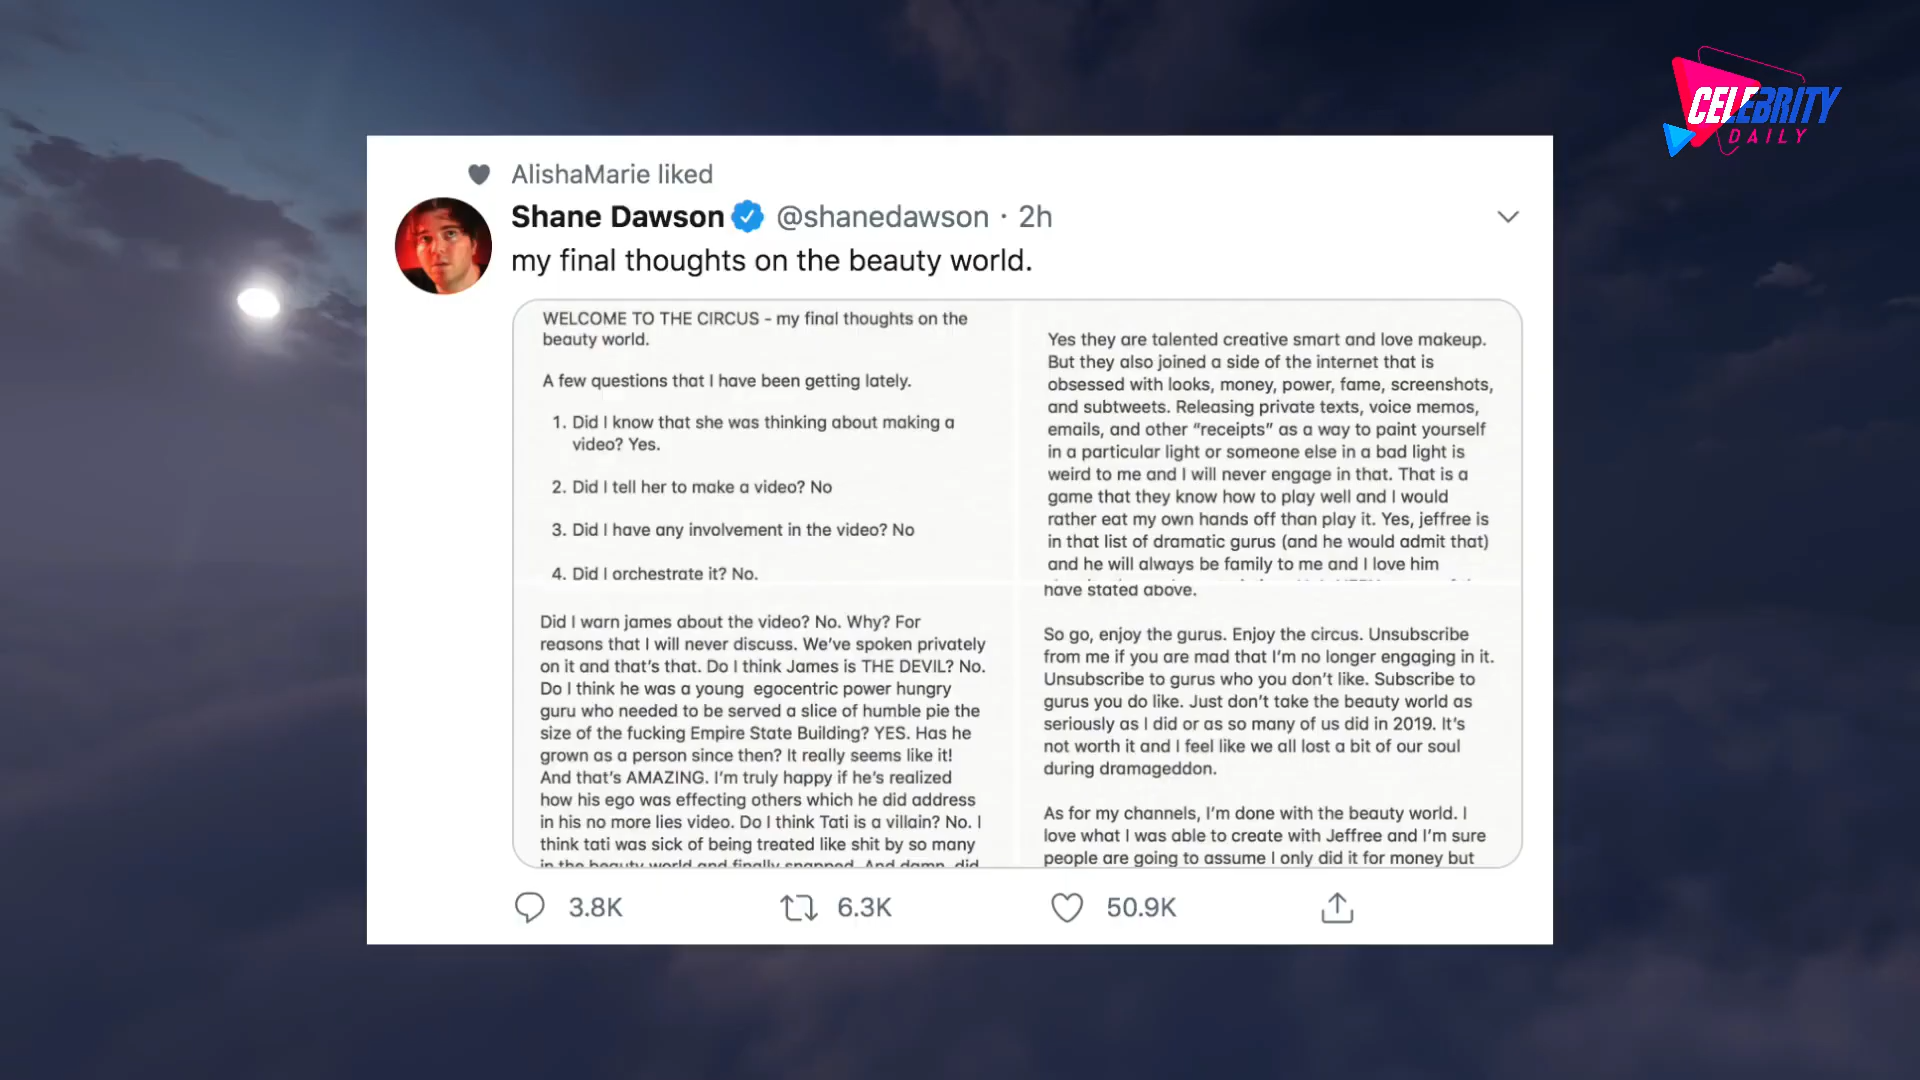 CELEBRITY
DAILY
AlishaMarie liked
Shane Dawson @shanedawson · 2h
my final thoughts on the beauty world.
WELCOME TO THE CIRCUS - my final thoughts on the
beauty world.
A few questions that I have been getting lately.
1. Did I know that she was thinking about making a
video? Yes.
2. Did I tell her to make a video? No
3. Did I have any involvement in the video? No
4. Did I orchestrate it? No.
Did I warn james about the video? No. Why? For
reasons that I will never discuss. We've spoken privately
on it and that's that. Do I think James is THE DEVIL? No.
Do I think he was a young egocentric power hungry
guru who needed to be served a slice of humble pie the
size of the fucking Empire State Building? YES. Has he
grown as a person since then? It really seems like it!
And that's AMAZING. I'm truly happy if he's realized
how his ego was effecting others which he did address
in his no more lies video. Do I think Tati is a villain? No. I
think tati was sick of being treated like shit by so many
in the beauty world and finally snapped. And damn, did
Yes they are talented creative smart and love makeup.
But they also joined a side of the internet that is
obsessed with looks, money, power, fame, screenshots,
and subtweets. Releasing private texts, voice memos,
emails, and other "receipts" as a way to paint yourself
in a particular light or someone else in a bad light is
weird to me and I will never engage in that. That is a
game that they know how to play well and I would
rather eat my own hands off than play it. Yes, jeffree is
in that list of dramatic gurus (and he would admit that)
and he will always be family to me and I love him
have stated above.
So go, enjoy the gurus. Enjoy the circus. Unsubscribe
from me if you are mad that I'm no longer engaging in it.
Unsubscribe to gurus who you don't like. Subscribe to
gurus you do like. Just don't take the beauty world as
seriously as I did or as so many of us did in 2019. It's
not worth it and I feel like we all lost a bit of our soul
during dramageddon.
As for my channels, I'm done with the beauty world. I
love what I was able to create with Jeffree and I'm sure
people are going to assume I only did it for money but
3.8K 6.3K 50.9K